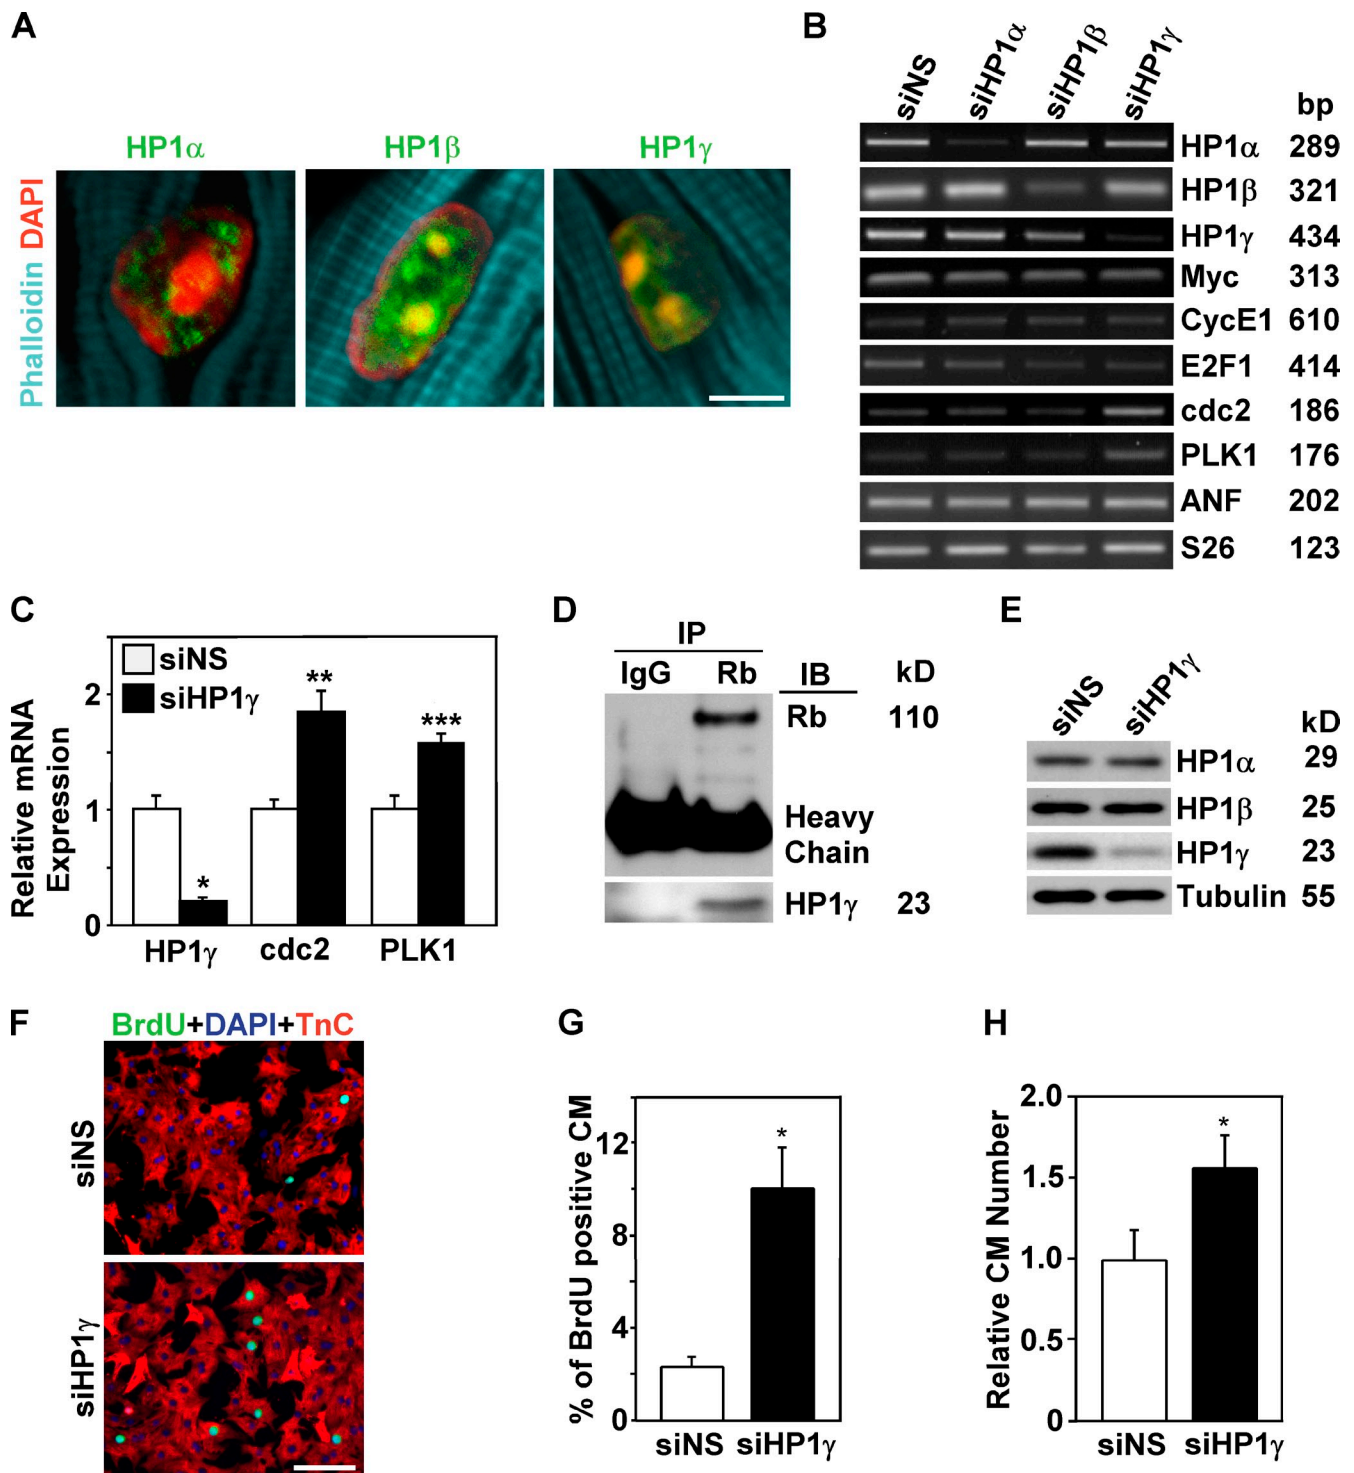 A
HP1α HP1β HP1γ
Phalloidin DAPI
B
siNS siHP1α siHP1β siHP1γ
bp
HP1α 289
HP1β 321
HP1γ 434
Myc 313
CycE1 610
E2F1 414
cdc2 186
PLK1 176
ANF 202
S26 123
C
Relative mRNA
Expression
siNS
siHP1γ
2
1
0
* ** ***
HP1γ cdc2 PLK1
D
IP
IgG Rb IB kD
Rb 110
Heavy
Chain
HP1γ 23
E
siNS siHP1γ
kD
HP1α 29
HP1β 25
HP1γ 23
Tubulin 55
F
BrdU+DAPI+TnC
siNS
siHP1γ
G
% of BrdU positive CM
12
8
4
0
*
siNS siHP1γ
H
Relative CM Number
2.0
1.5
1.0
0.5
0
*
siNS siHP1γ